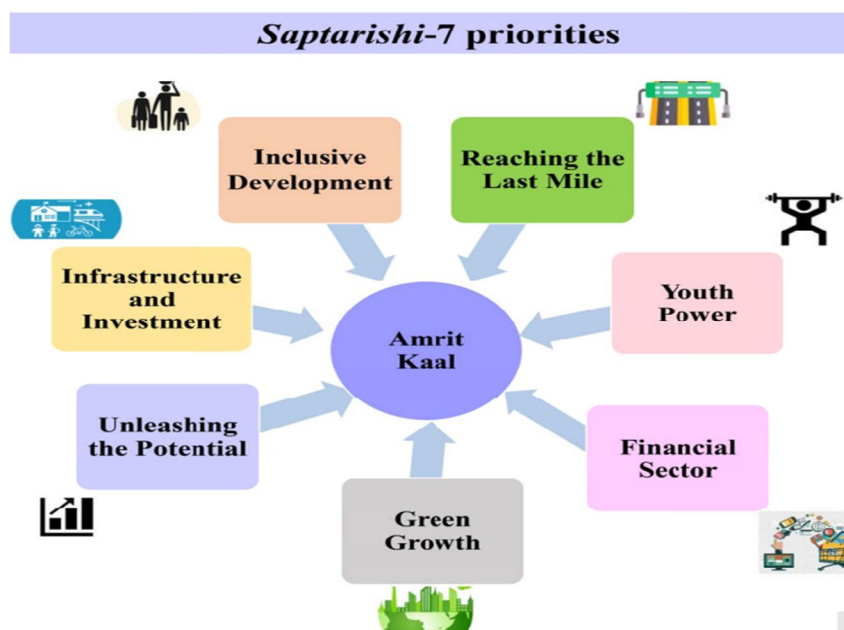 Saptarishi-7 priorities
Inclusive
Development
Reaching the
Last Mile
Infrastructure
and
Investment
Youth
Power
Amrit
Kaal
Unleashing
the Potential
Financial
Sector
Green
Growth